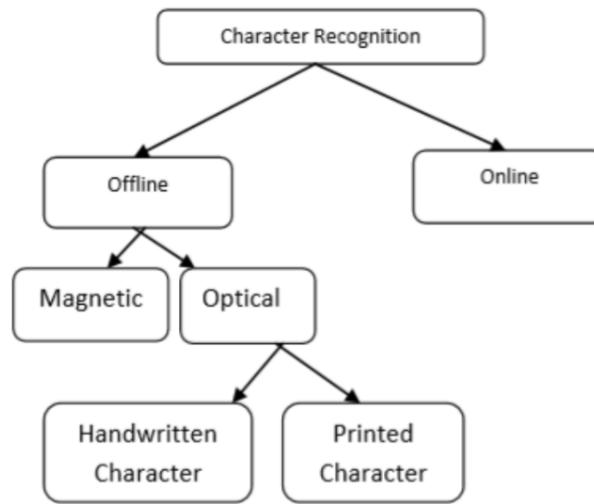 Character Recognition
Offline
Online
Magnetic
Optical
Handwritten
Character
Printed
Character